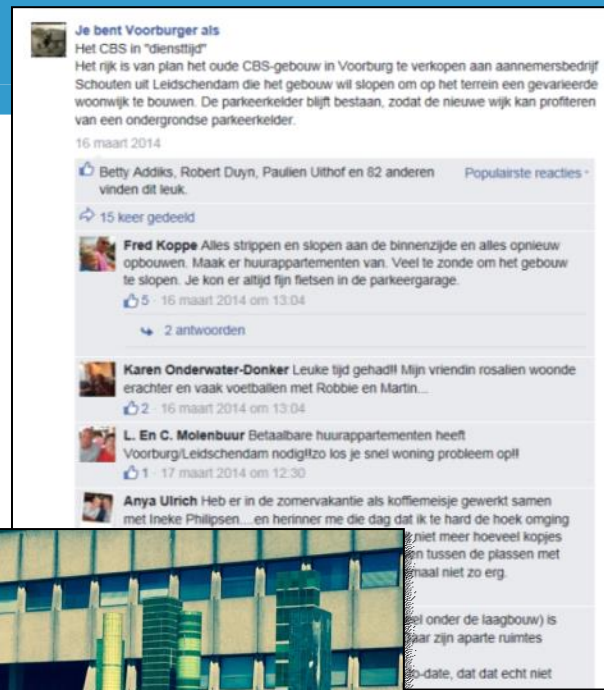 Je bent Voorburger als
Het CBS in "diensttijd"
Het rijk is van plan het oude CBS-gebouw in Voorburg te verkopen aan aannemersbedrijf
Schouten uit Leidschendam die het gebouw wil slopen om op het terrein een gevarieerde
woonwijk te bouwen. De parkeerkelder blijft bestaan, zodat de nieuwe wijk kan profiteren
van een ondergrondse parkeerkelder.
16 maart 2014
Betty Addiks, Robert Duyn, Paulien Uithof en 82 anderen
vinden dit leuk.
Populairste reacties
15 keer gedeeld
Fred Koppe Alles strippen en slopen aan de binnenzijde en alles opnieuw
opbouwen. Maak er huurappartementen van. Veel te zonde om het gebouw
te slopen. Je kon er altijd fijn fietsen in de parkeergarage.
5 · 16 maart 2014 om 13:04
2 antwoorden
Karen Onderwater-Donker Leuke tijd gehad!! Mijn vriendin rosalien woonde
erachter en vaak voetballen met Robbie en Martin...
2 · 16 maart 2014 om 13:04
L. En C. Molenbuur Betaalbare huurappartementen heeft
Voorburg/Leidschendam nodig!!zo los je snel woning probleem op!!
1 · 17 maart 2014 om 12:30
Anya Ulrich Heb er in de zomervakantie als koffiemeisje gewerkt samen
met Ineke Philipsen....en herinner me die dag dat ik te hard de hoek omging
niet meer hoeveel kopjes
en tussen de plassen met
maal niet zo erg.
eel onder de laagbouw) is
aar zijn aparte ruimtes
o-date, dat dat echt niet